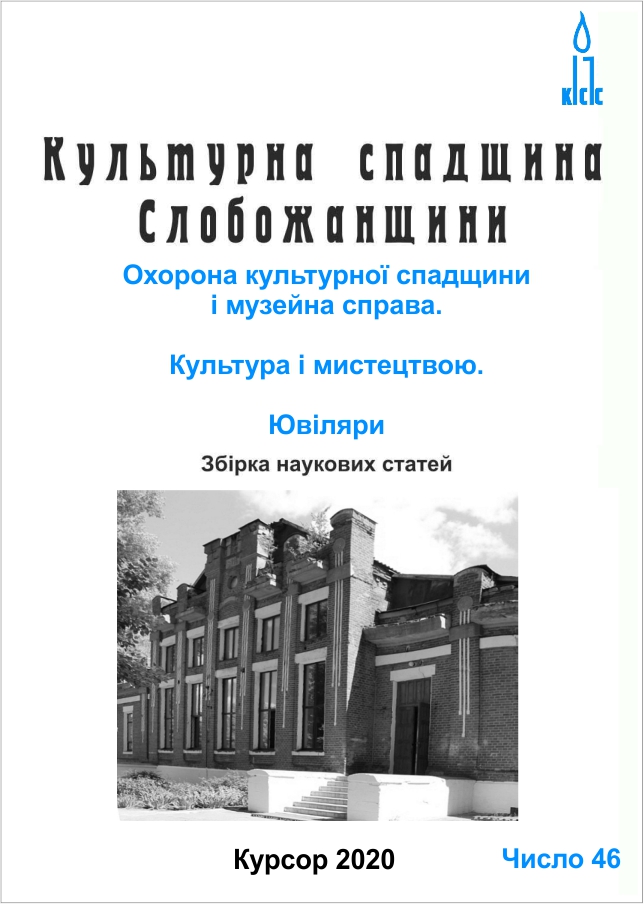 КСС
Культурна спадщина
Слобожанщини
Охорона культурної спадщини
і музейна справа.
Культура і мистецтвою.
Ювіляри
Збірка наукових статей
Курсор 2020
Число 46